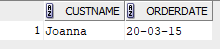 CUSTNAME ORDERDATE
1 Joanna 20-03-15